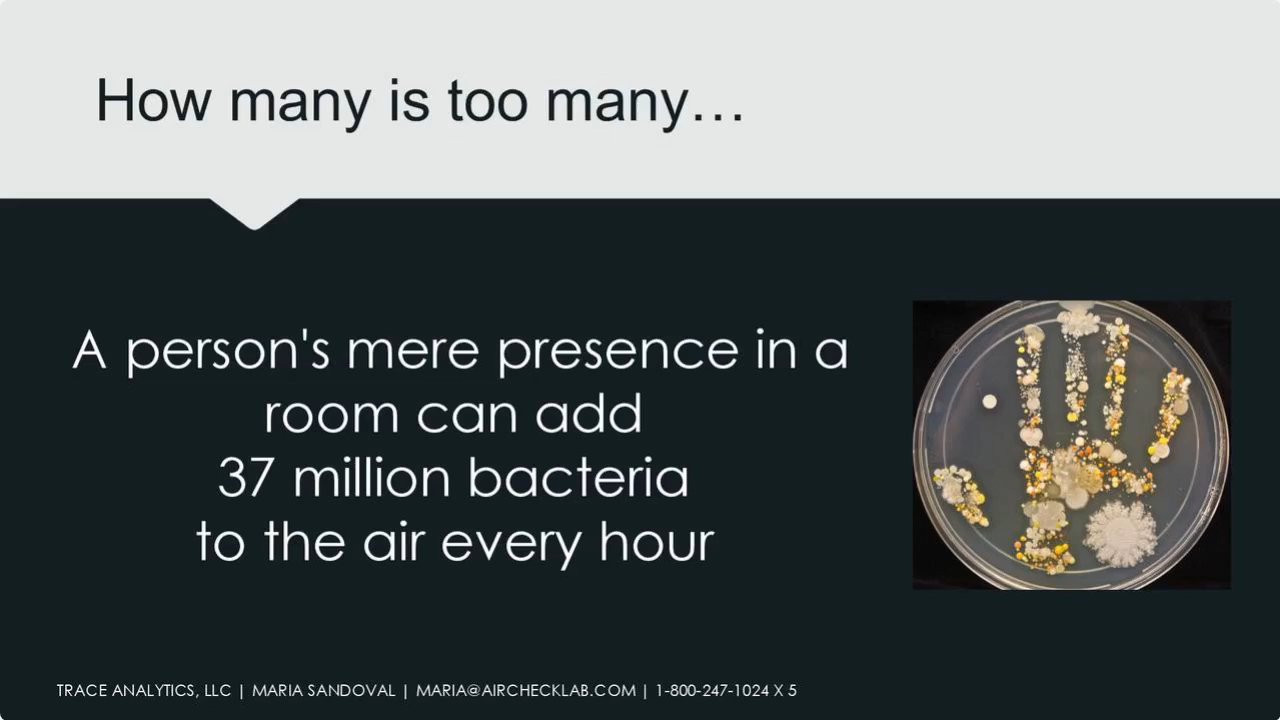 How many is too many…
A person's mere presence in a
room can add
37 million bacteria
to the air every hour
TRACE ANALYTICS, LLC | MARIA SANDOVAL | MARIA@AIRCHECKLAB.COM | 1-800-247-1024 X 5